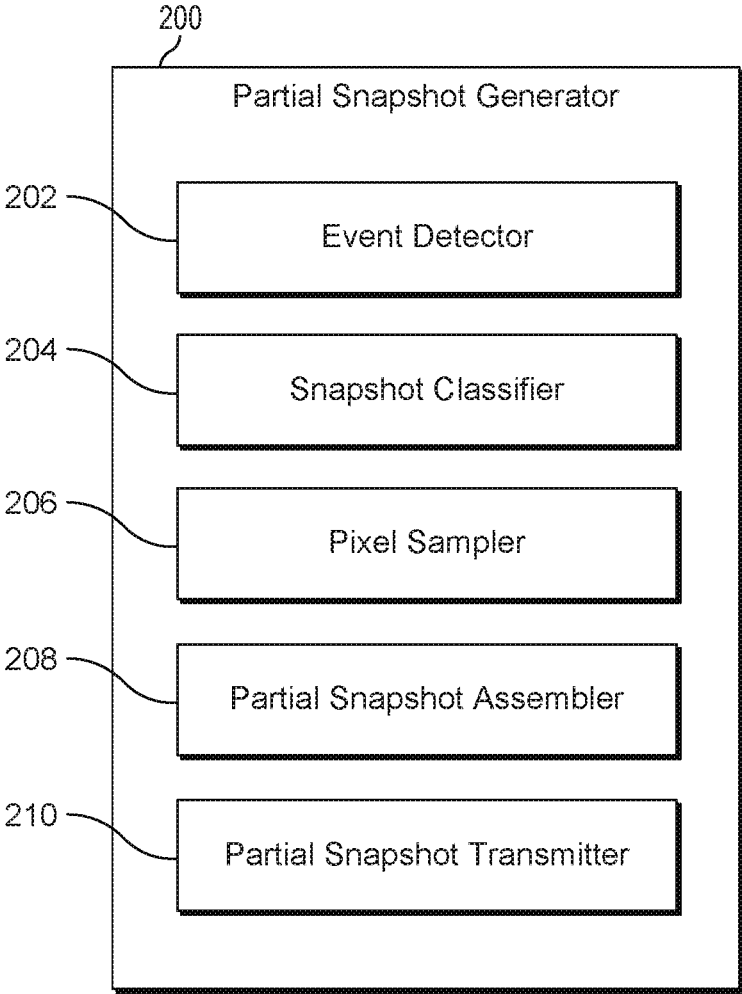 200
Partial Snapshot Generator
202
Event Detector
204
Snapshot Classifier
206
Pixel Sampler
208
Partial Snapshot Assembler
210
Partial Snapshot Transmitter